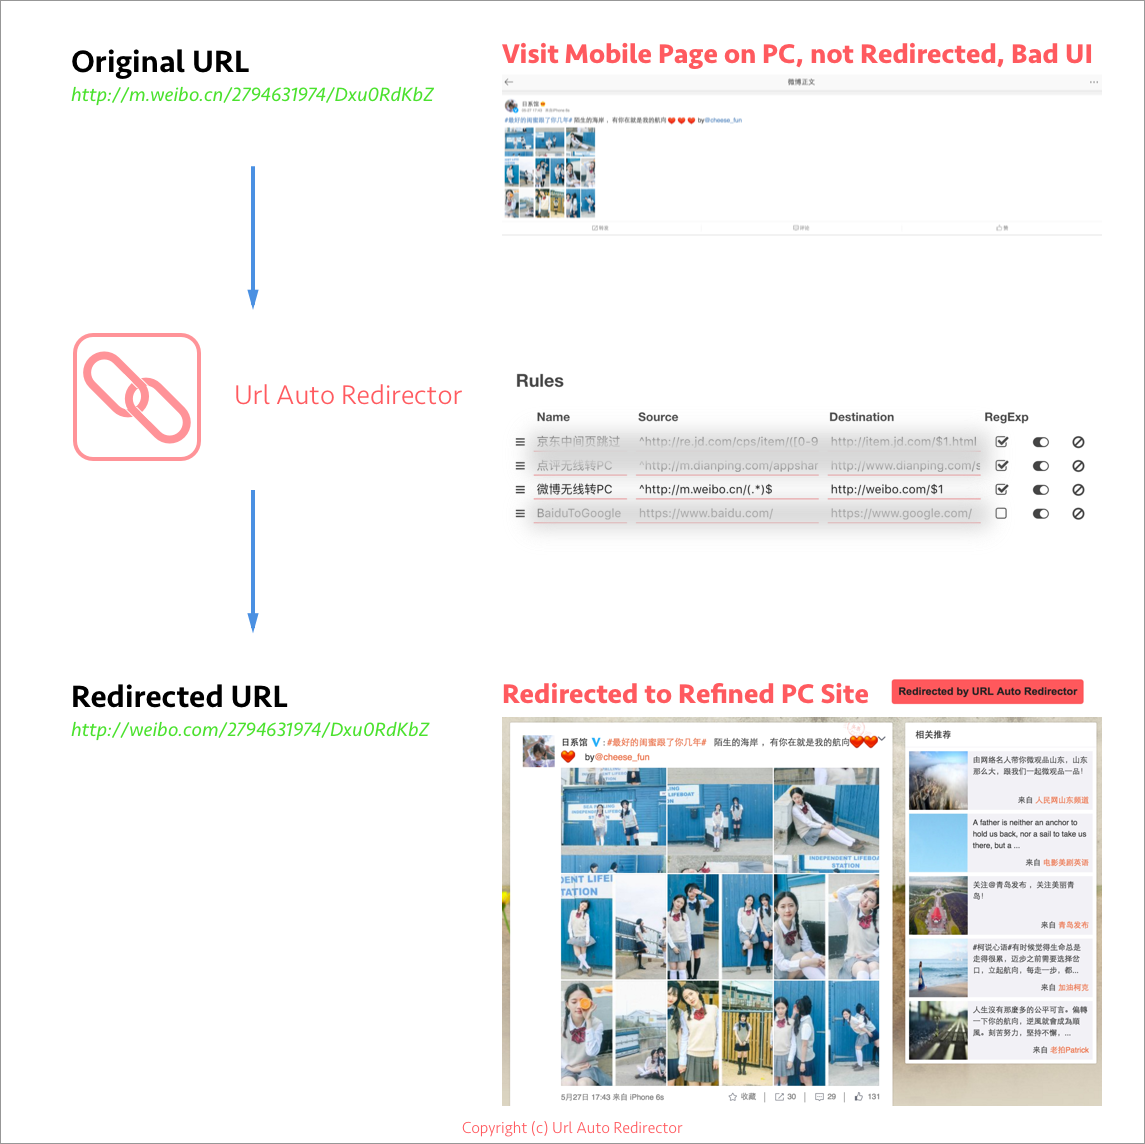 Original URL
http://m.weibo.cn/2794631974/Dxu0RdKbZ
Visit Mobile Page on PC, not Redirected, Bad UI
微博正文
日系馆
#最好的闺蜜跟了你几年# 陌生的海岸 ，有你在就是我的航向 by@cheese_fun
转发
评论
赞
Url Auto Redirector
Rules
Name Source Destination RegExp
京东中间页跳过 ^http://re.jd.com/cps/item/([0-9 http://item.jd.com/$1.html
点评无线转PC ^http://m.dianping.com/appshar http://www.dianping.com/s
微博无线转PC ^http://m.weibo.cn/(.*)$ http://weibo.com/$1
BaiduToGoogle https://www.baidu.com/ https://www.google.com/
Redirected URL
http://weibo.com/2794631974/Dxu0RdKbZ
Redirected to Refined PC Site
Redirected by URL Auto Redirector
日系馆 V : #最好的闺蜜跟了你几年# 陌生的海岸 ，有你在就是我的航向
by@cheese_fun
INDEPENDENT LIFEBOA
STATION
DENT LIFEI
TATION
5月27日 17:43 来自 iPhone 6s
收藏 30 29 131
相关推荐
由网络名人带你微观品山东，山东
那么大，跟我们一起微观品一品！
来自 人民网山东频道
A father is neither an anchor to
hold us back, nor a sail to take us
there, but a ...
来自 电影美剧英语
关注@青岛发布 ，关注美丽青
岛！
来自 青岛发布
#柯说心语#有时候觉得生命总是
走得很累，迈步之前需要选择岔
口，立起航向，每走一步，都...
来自 加油柯克
人生沒有那麼多的公平可言。偏轉
一下你的航向，逆風就會成為順
風。刻苦努力，堅持不懈，...
来自 老拍Patrick
Copyright (c) Url Auto Redirector